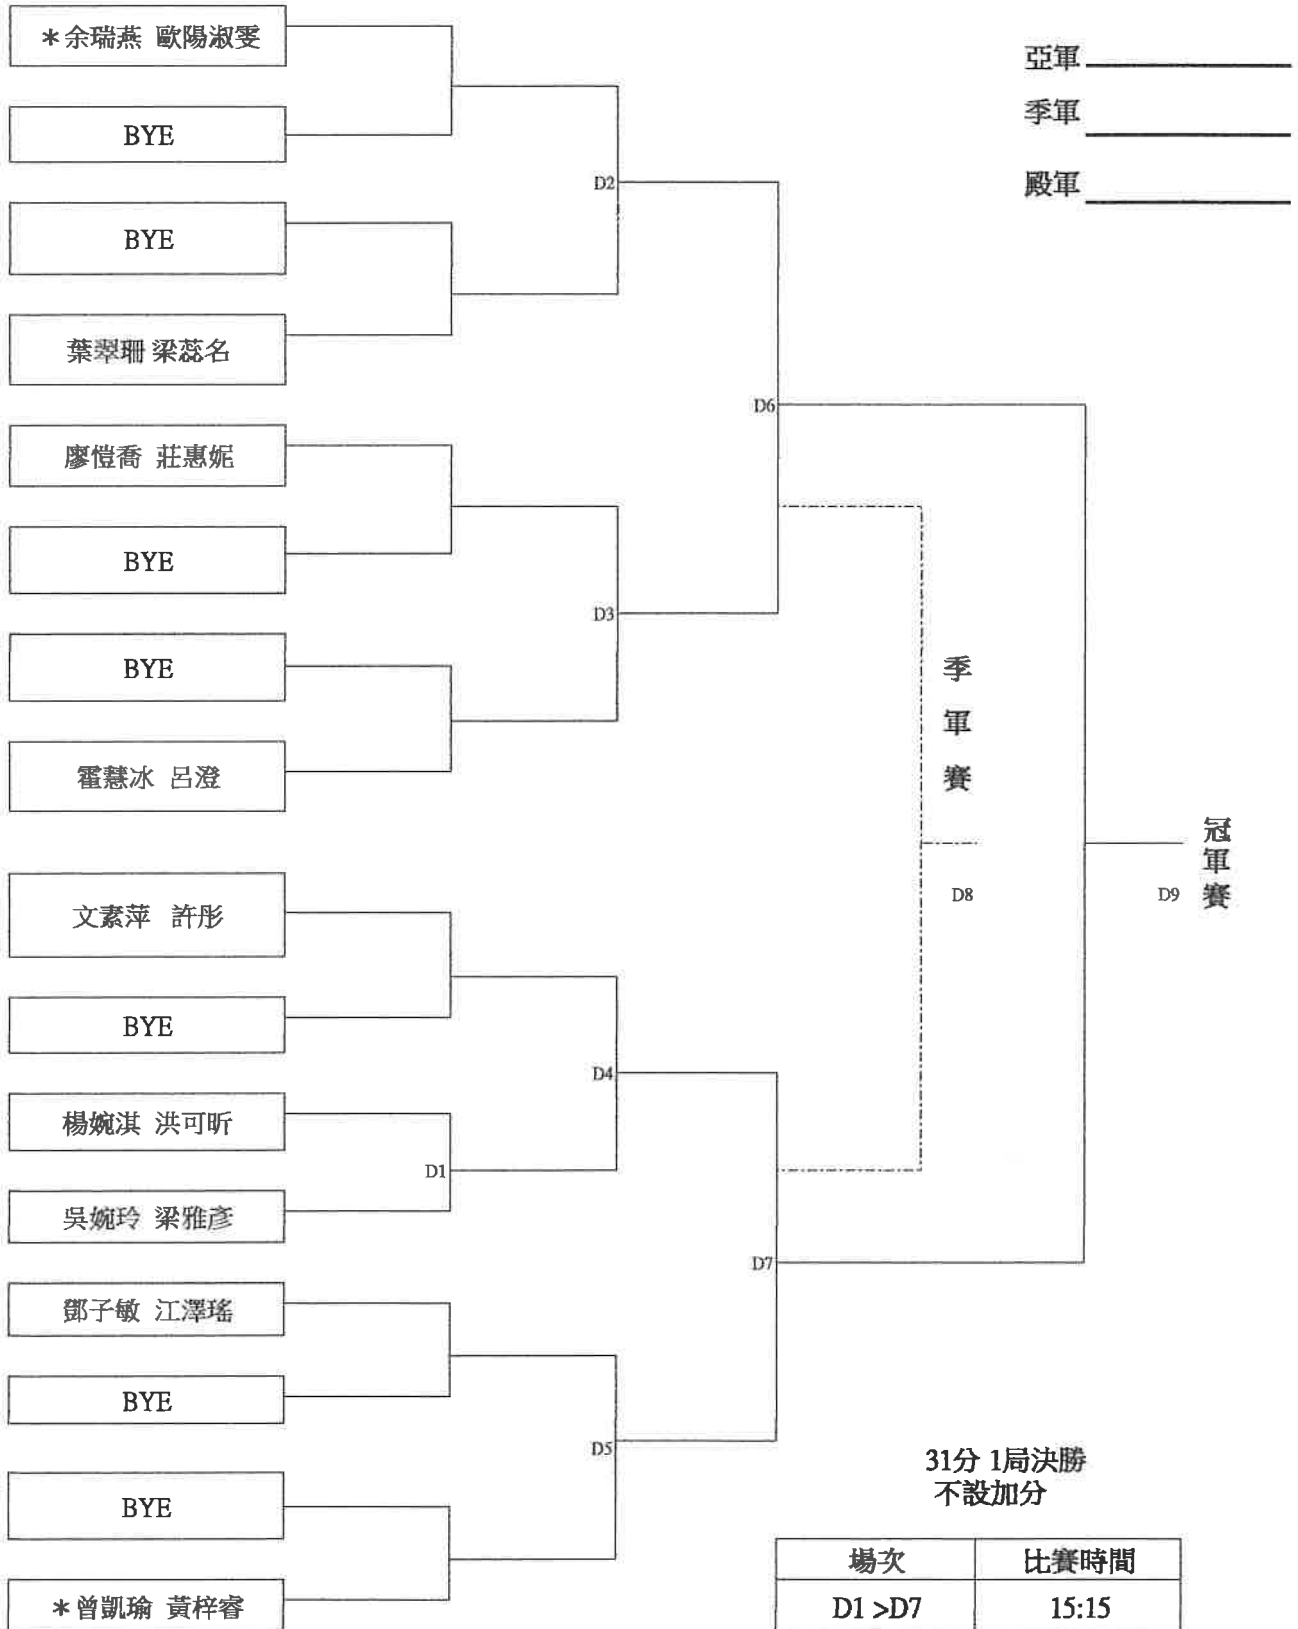 *余瑞燕 歐陽淑雯
BYE
BYE
葉翠珊 梁蕊名
廖愷喬 莊惠妮
BYE
BYE
霍慧冰 呂澄
文素萍 許彤
BYE
楊婉淇 洪可昕
吳婉玲 梁雅彥
鄧子敏 江澤瑤
BYE
BYE
*曾凱瑜 黃梓睿
D1
D2
D3
D4
D5
D6
D7
季軍賽
D8
冠軍賽
D9
亞軍
季軍
殿軍
31分 1局決勝
不設加分
場次 比賽時間
D1 >D7 15:15